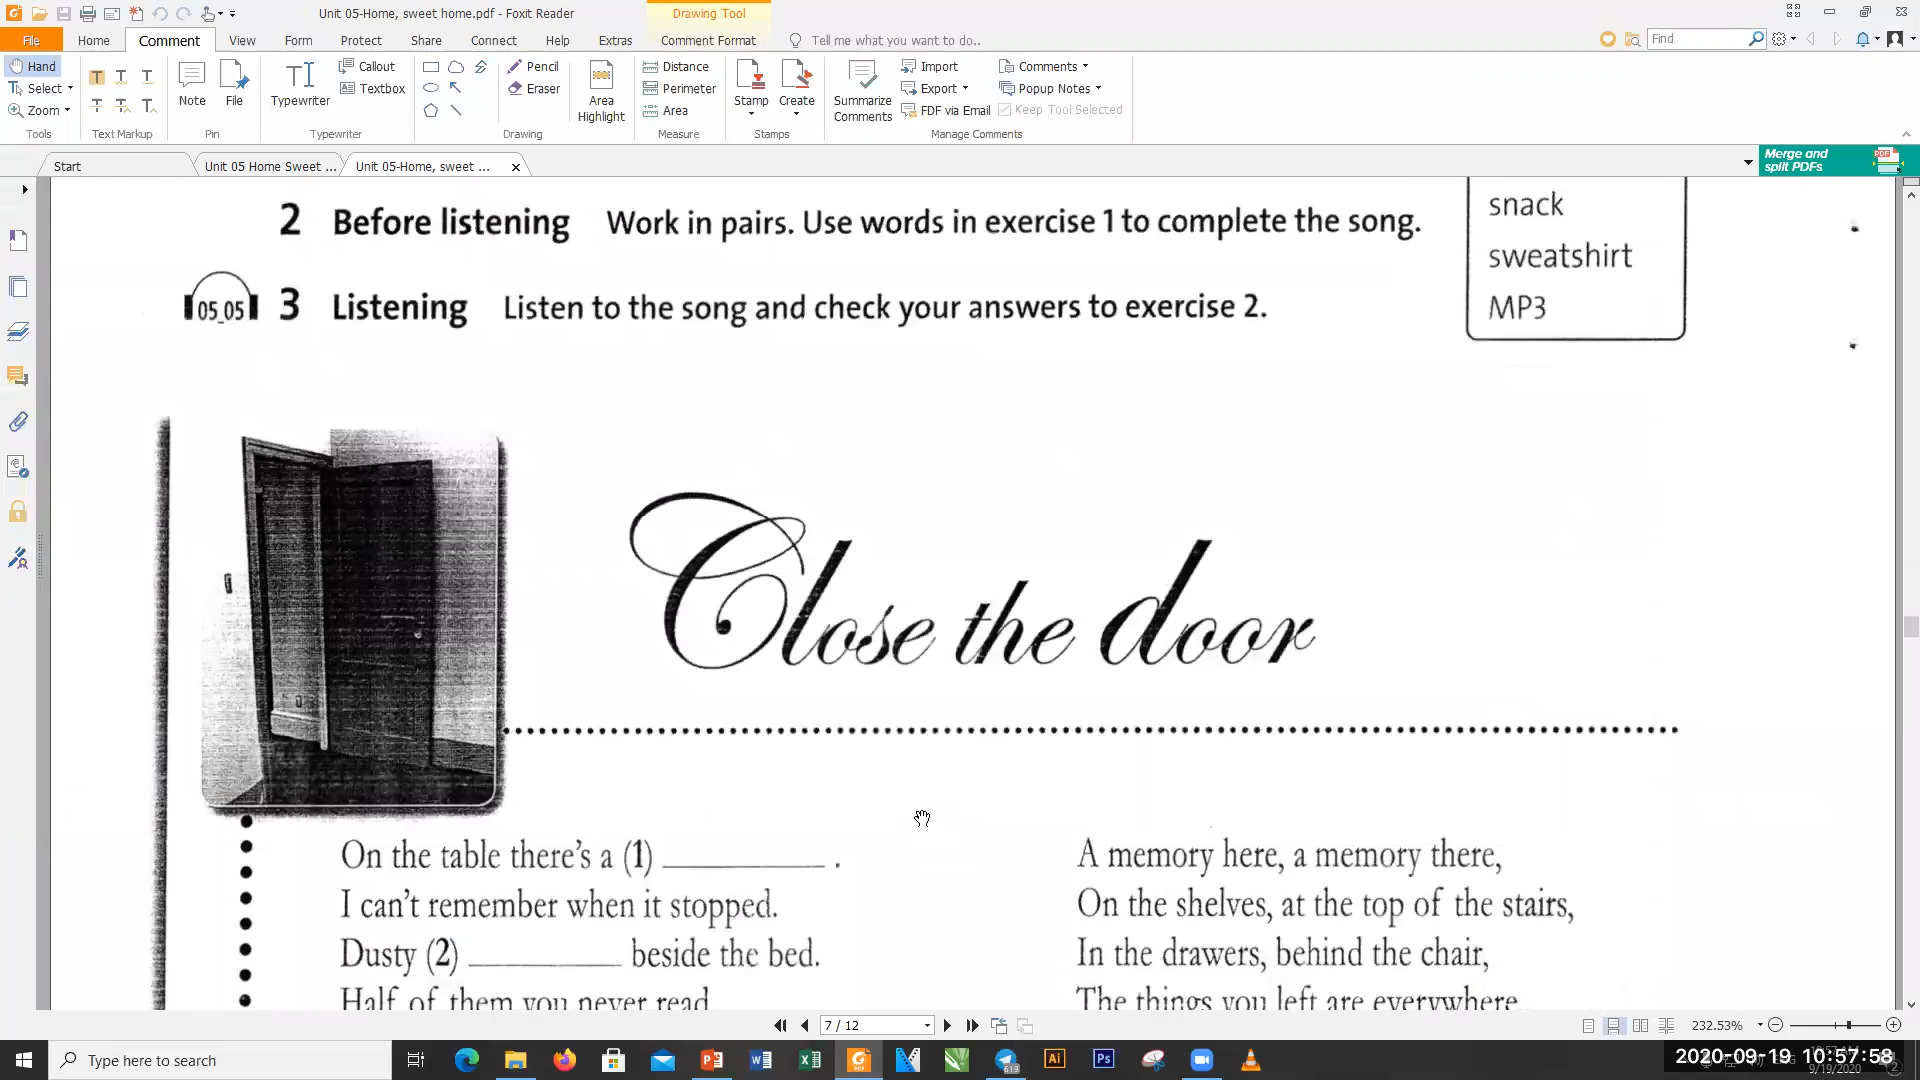 Unit 05-Home, sweet home.pdf - Foxit Reader
Drawing Tool
File Home Comment View Form Protect Share Connect Help Extras Comment Format Tell me what you want to do.. Find
Hand
Select
Zoom
Tools
Text Markup
Note
File
Pin
Typewriter
Callout
Textbox
Typewriter
Pencil
Eraser
Area
Highlight
Drawing
Distance
Perimeter
Area
Measure
Stamp
Create
Stamps
Summarize
Comments
Import
Export
FDF via Email
Comments
Popup Notes
Keep Tool Selected
Manage Comments
Start
Unit 05 Home Sweet ...
Unit 05-Home, sweet ...
Merge and
split PDFs
2 Before listening Work in pairs. Use words in exercise 1 to complete the song.
05_05 3 Listening Listen to the song and check your answers to exercise 2.
snack
sweatshirt
MP3
Close the door
On the table there's a (1) __________ .
I can't remember when it stopped.
Dusty (2) __________ beside the bed.
Half of them you never read
A memory here, a memory there,
On the shelves, at the top of the stairs,
In the drawers, behind the chair,
The things you left are everywhere
7 / 12
232.53%
Type here to search
619
Ai
Ps
2020-09-19 10:57:58
9/19/2020